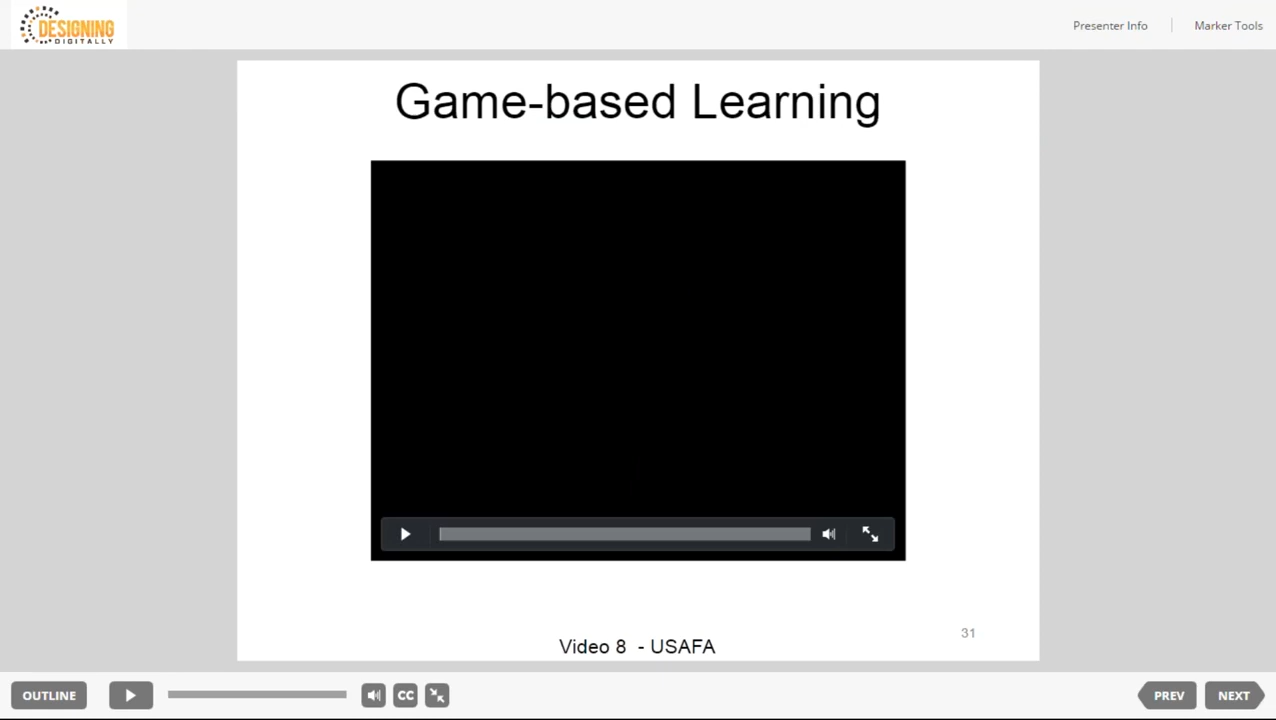 DESIGNING
DIGITALLY
Presenter Info
Marker Tools
Game-based Learning
31
Video 8 - USAFA
OUTLINE
CC
PREV
NEXT